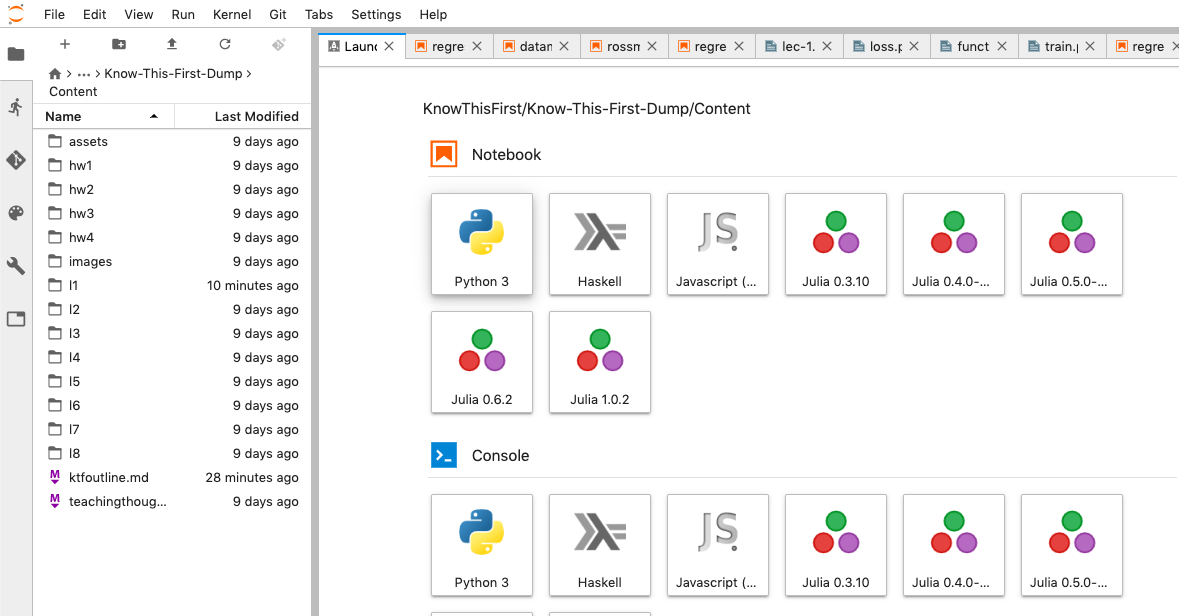 File Edit View Run Kernel Git Tabs Settings Help
Launc regre datan rossm regre lec-1. loss.p funct train.p regre
… Know-This-First-Dump
Content
Name Last Modified
assets 9 days ago
hw1 9 days ago
hw2 9 days ago
hw3 9 days ago
hw4 9 days ago
images 9 days ago
l1 10 minutes ago
l2 9 days ago
l3 9 days ago
l4 9 days ago
l5 9 days ago
l6 9 days ago
l7 9 days ago
l8 9 days ago
ktfoutline.md 28 minutes ago
teachingthoug... 9 days ago
KnowThisFirst/Know-This-First-Dump/Content
Notebook
Python 3 Haskell Javascript (... Julia 0.3.10 Julia 0.4.0-... Julia 0.5.0-...
Julia 0.6.2 Julia 1.0.2
Console
Python 3 Haskell Javascript (... Julia 0.3.10 Julia 0.4.0-... Julia 0.5.0-...